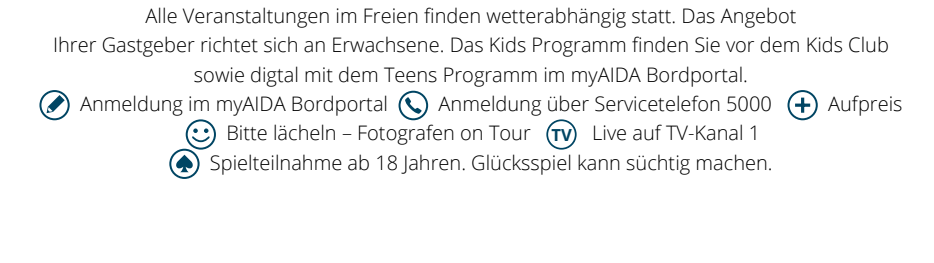 Alle Veranstaltungen im Freien finden wetterabhängig statt. Das Angebot
Ihrer Gastgeber richtet sich an Erwachsene. Das Kids Programm finden Sie vor dem Kids Club
sowie digtal mit dem Teens Programm im myAIDA Bordportal.
Anmeldung im myAIDA Bordportal Anmeldung über Servicetelefon 5000 + Aufpreis
Bitte lächeln – Fotografen on Tour TV Live auf TV-Kanal 1
Spielteilnahme ab 18 Jahren. Glücksspiel kann süchtig machen.